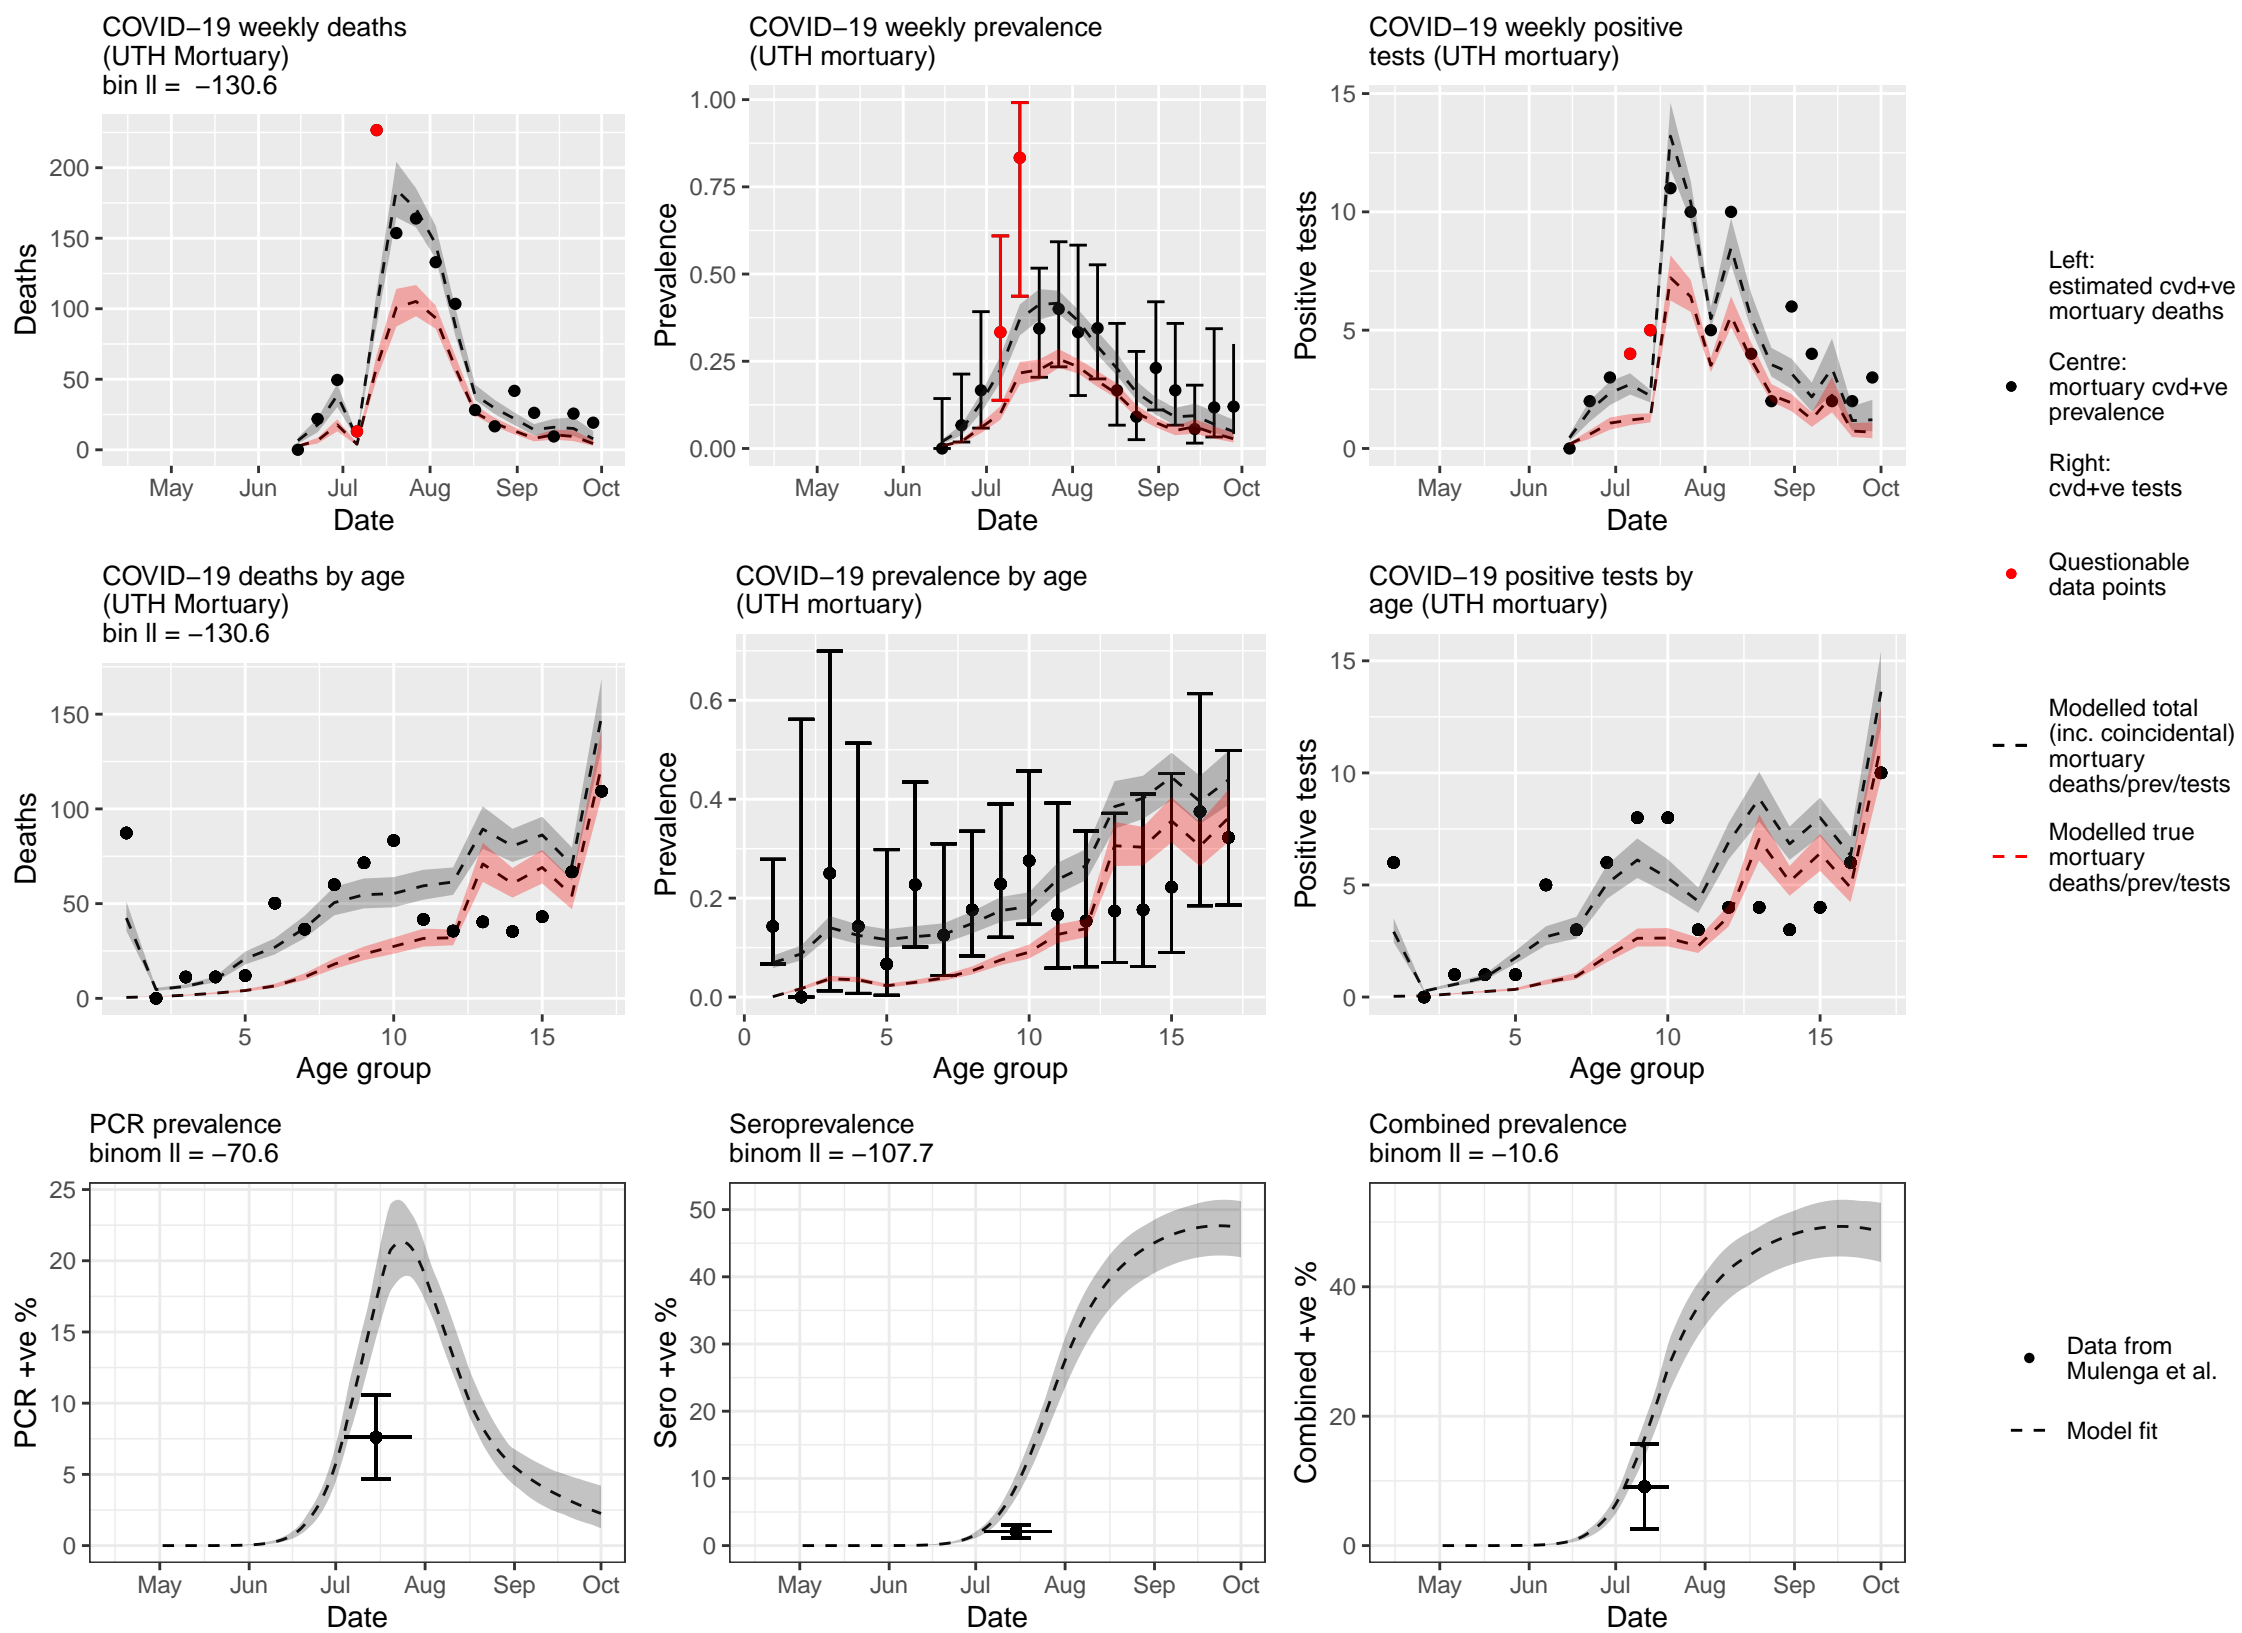 COVID−19 weekly deaths
(UTH Mortuary)
bin ll =  −130.6
Deaths
200
150
100
50
0
May Jun Jul Aug Sep Oct
Date
COVID−19 weekly prevalence
(UTH mortuary)
Prevalence
1.00
0.75
0.50
0.25
0.00
May Jun Jul Aug Sep Oct
Date
COVID−19 weekly positive
tests (UTH mortuary)
Positive tests
15
10
5
0
May Jun Jul Aug Sep Oct
Date
Left:
estimated cvd+ve
mortuary deaths
Centre:
mortuary cvd+ve
prevalence
Right:
cvd+ve tests
Questionable
data points
COVID−19 deaths by age
(UTH Mortuary)
bin ll = −130.6
Deaths
150
100
50
0
5 10 15
Age group
COVID−19 prevalence by age
(UTH mortuary)
Prevalence
0.6
0.4
0.2
0.0
0 5 10 15
Age group
COVID−19 positive tests by
age (UTH mortuary)
Positive tests
15
10
5
0
5 10 15
Age group
Modelled total
(inc. coincidental)
mortuary
deaths/prev/tests
Modelled true
mortuary
deaths/prev/tests
PCR prevalence
binom ll = −70.6
PCR +ve %
25
20
15
10
5
0
May Jun Jul Aug Sep Oct
Date
Seroprevalence
binom ll = −107.7
Sero +ve %
50
40
30
20
10
0
May Jun Jul Aug Sep Oct
Date
Combined prevalence
binom ll = −10.6
Combined +ve %
40
20
0
May Jun Jul Aug Sep Oct
Date
Data from
Mulenga et al.
Model fit